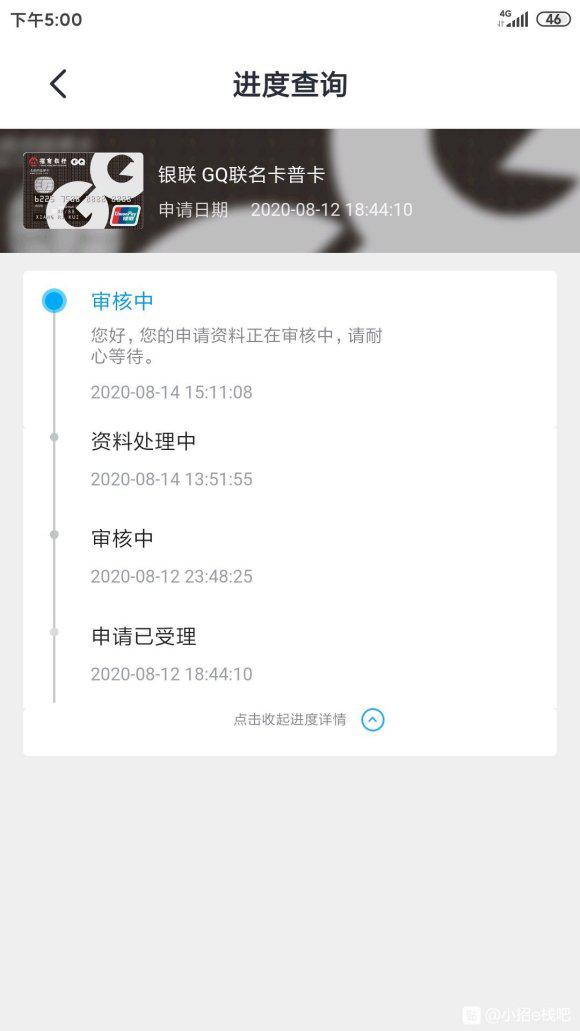 下午5:00
4G
46
进度查询
招商银行 GQ
银联 GQ联名卡普卡
申请日期 2020-08-12 18:44:10
UnionPay
银联
审核中
您好，您的申请资料正在审核中，请耐
心等待。
2020-08-14 15:11:08
资料处理中
2020-08-14 13:51:55
审核中
2020-08-12 23:48:25
申请已受理
2020-08-12 18:44:10
点击收起进度详情
@小招e栈吧